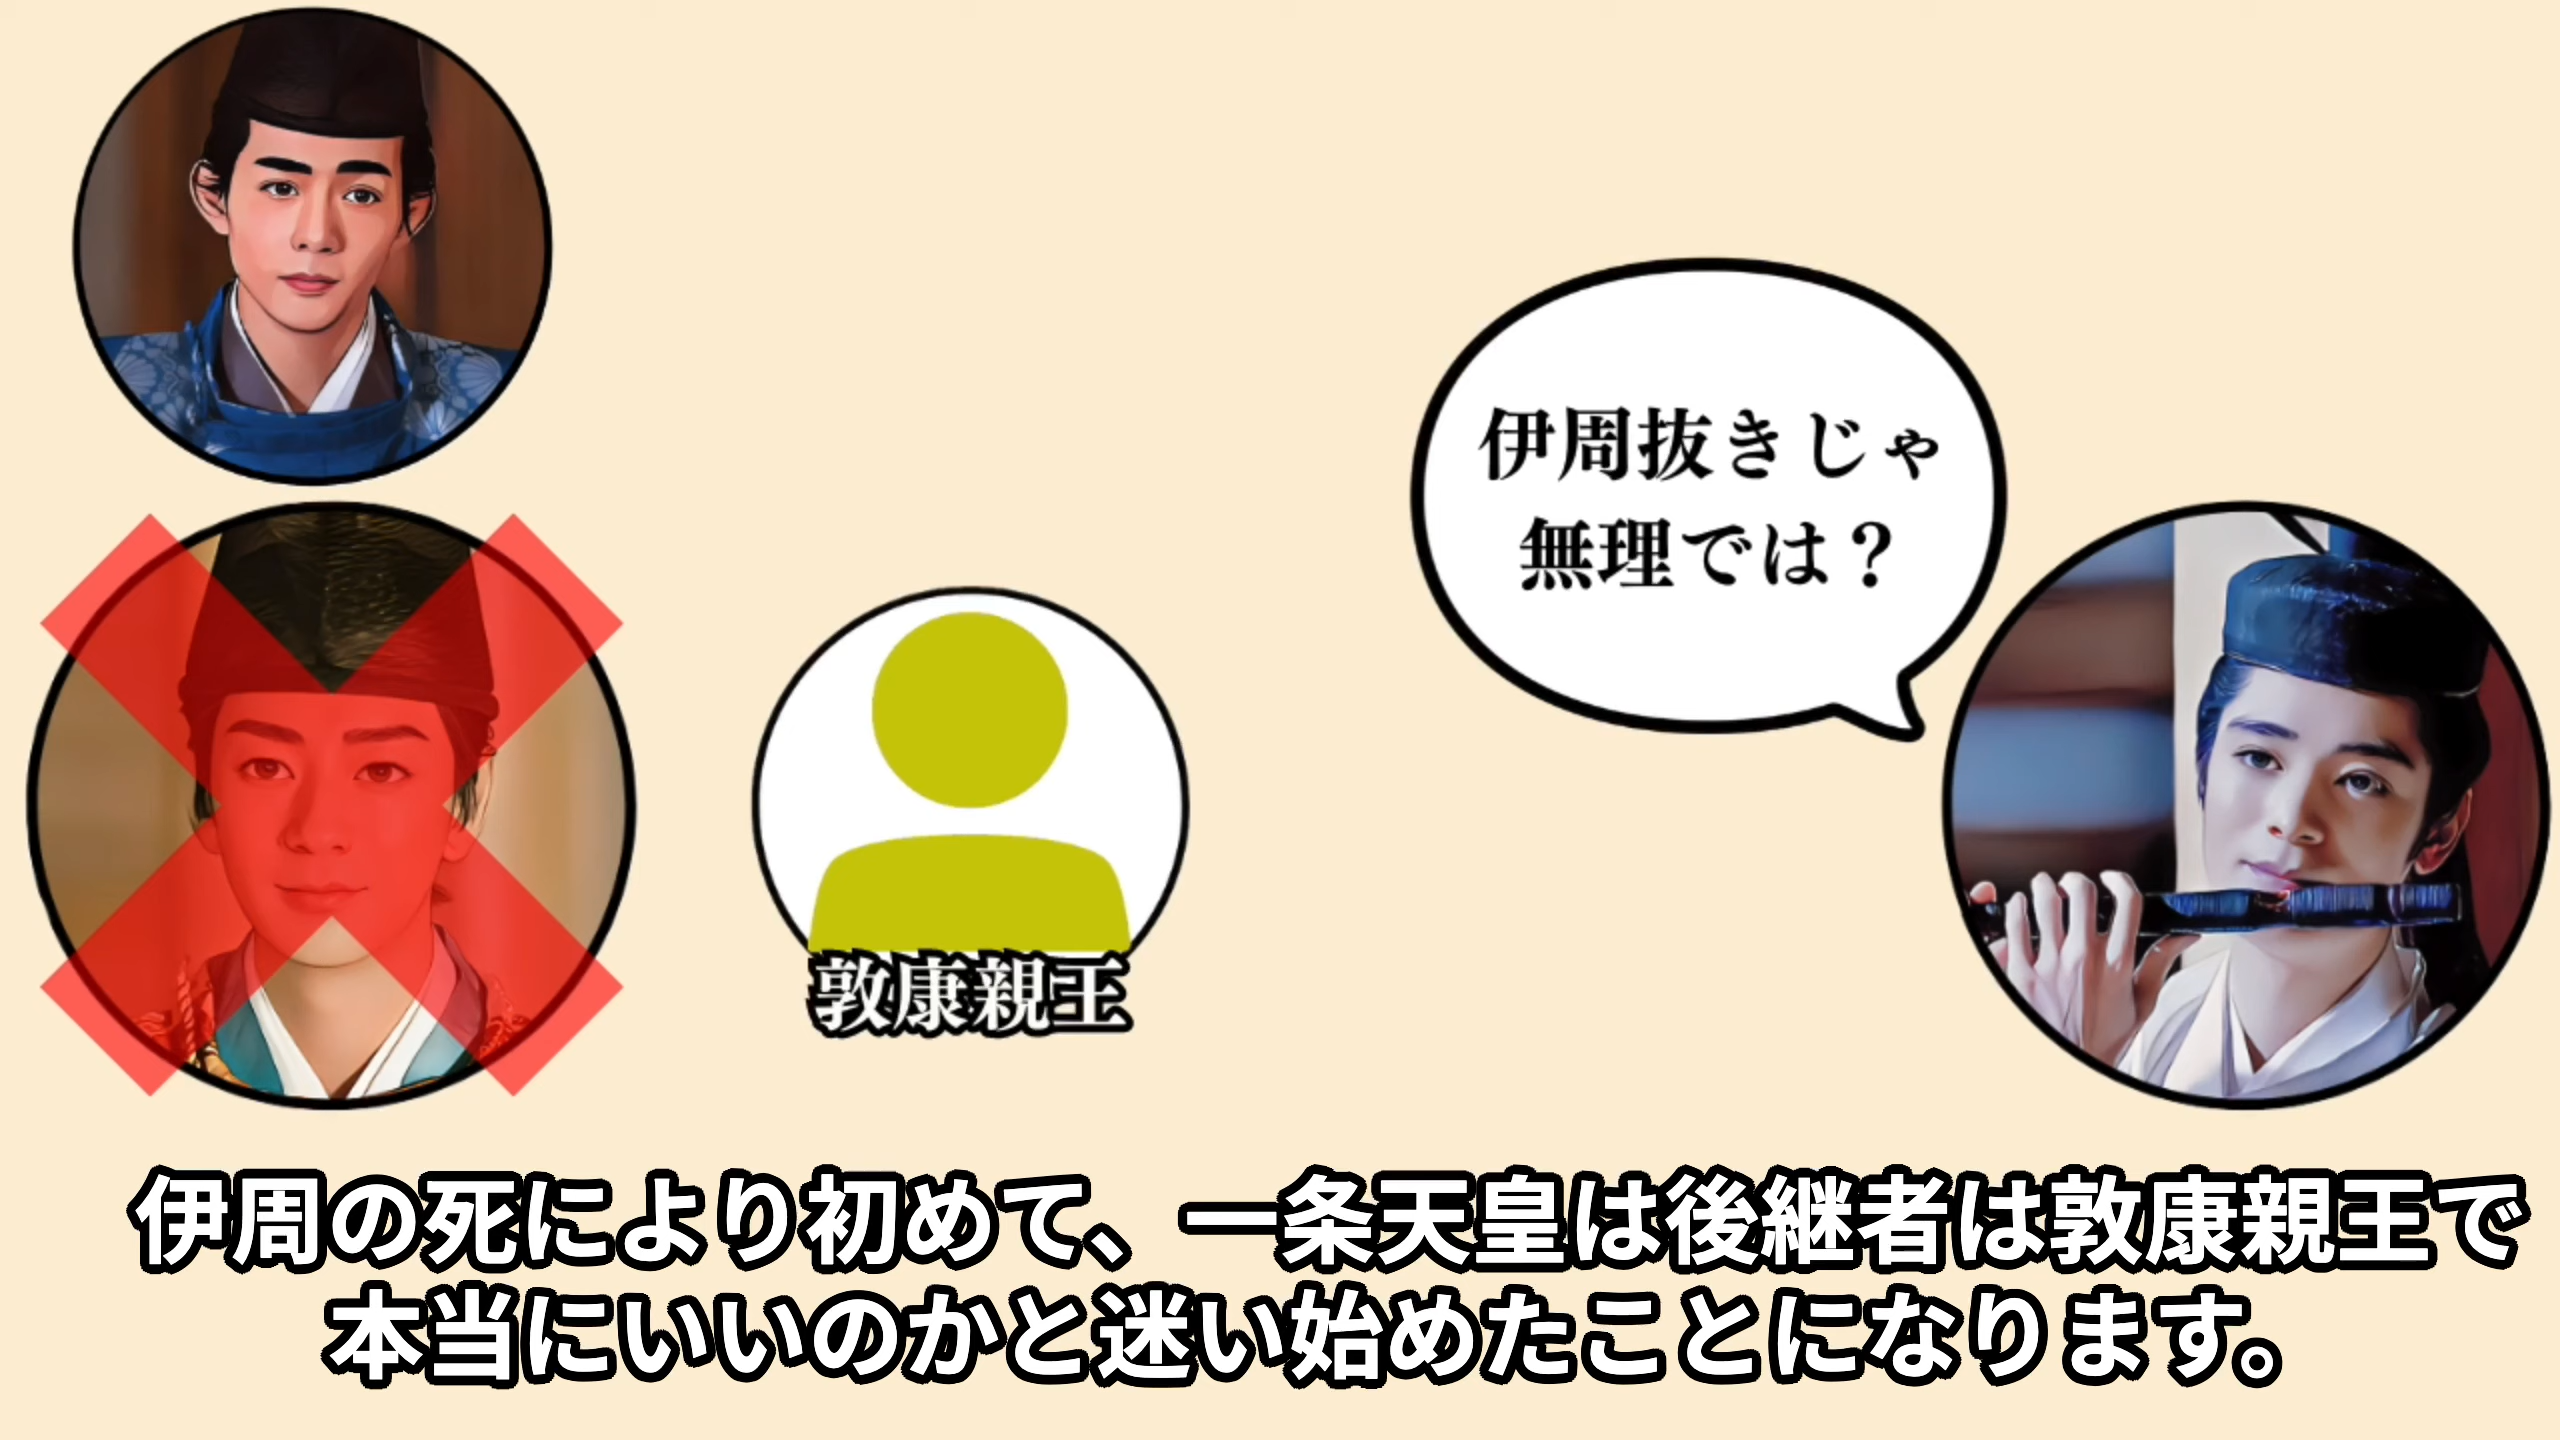 伊周抜きじゃ
無理では？
敦康親王
伊周の死により初めて、一条天皇は後継者は敦康親王で
本当にいいのかと迷い始めたことになります。